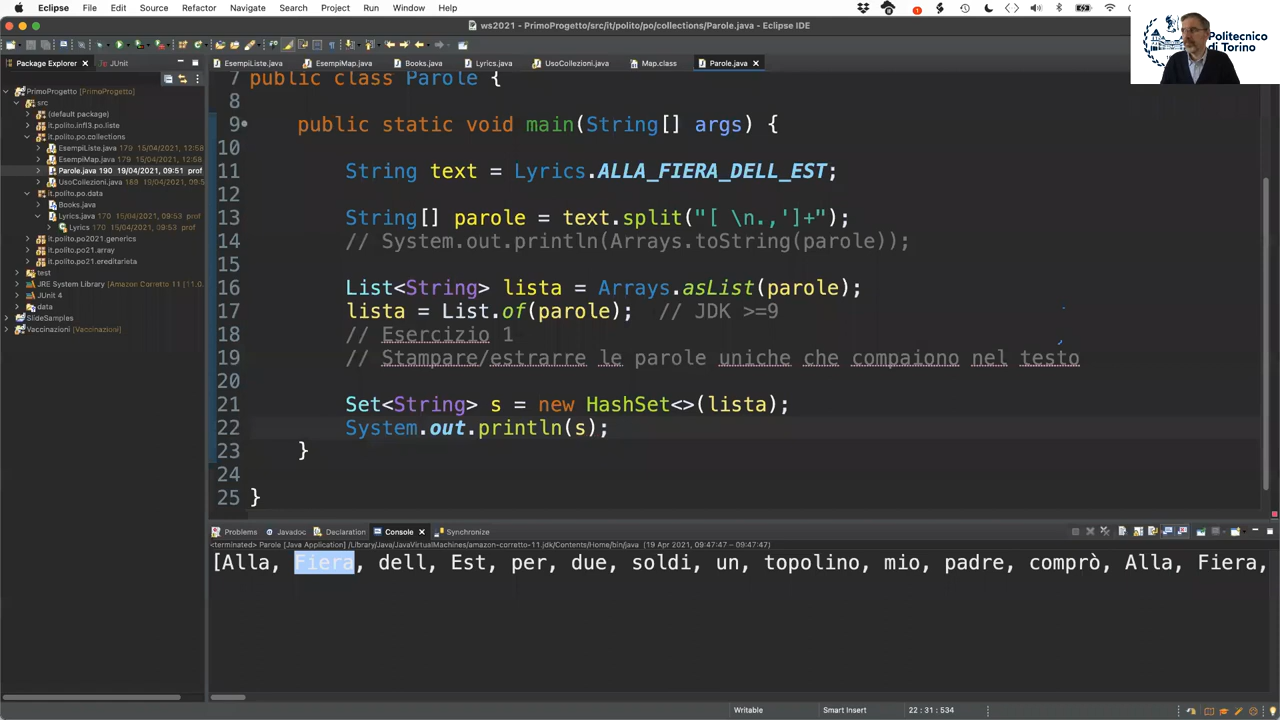 Eclipse File Edit Source Refactor Navigate Search Project Run Window Help
ws2021 - PrimoProgetto/src/it/polito/po/collections/Parole.java - Eclipse IDE
Politecnico
di Torino
Package Explorer JUnit
EsempiListe.java EsempiMap.java Books.java Lyrics.java UsoCollezioni.java Map.class Parole.java
PrimoProgetto [PrimoProgetto]
src
(default package)
it.polito.infl3.po.liste
it.polito.po.collections
EsempiListe.java 179 15/04/2021, 12:58
EsempiMap.java 179 15/04/2021, 12:58
Parole.java 190 19/04/2021, 09:51 prof
UsoCollezioni.java 188 19/04/2021, 09:5
it.polito.po.data
Books.java
Lyrics.java 170 15/04/2021, 09:53 prof
Lyrics 170 15/04/2021, 09:53 prof
it.polito.po2021.generics
it.polito.po21.array
it.polito.po21.ereditarieta
test
JRE System Library [Amazon Corretto 11 [11.0.
JUnit 4
data
SlideSamples
Vaccinazioni [Vaccinazioni]
7 public class Parole {
8
9 public static void main(String[] args) {
10
11 String text = Lyrics.ALLA_FIERA_DELL_EST;
12
13 String[] parole = text.split("[ \n.,']+");
14 // System.out.println(Arrays.toString(parole));
15
16 List<String> lista = Arrays.asList(parole);
17 lista = List.of(parole); // JDK >=9
18 // Esercizio 1
19 // Stampare/estrarre le parole uniche che compaiono nel testo
20
21 Set<String> s = new HashSet<>(lista);
22 System.out.println(s);
23 }
24
25 }
Problems Javadoc Declaration Console Synchronize
<terminated> Parole [Java Application] /Library/Java/JavaVirtualMachines/amazon-corretto-11.jdk/Contents/Home/bin/java (19 Apr 2021, 09:47:47 – 09:47:47)
[Alla, Fiera, dell, Est, per, due, soldi, un, topolino, mio, padre, comprò, Alla, Fiera,
Writable Smart Insert 22 : 31 : 534